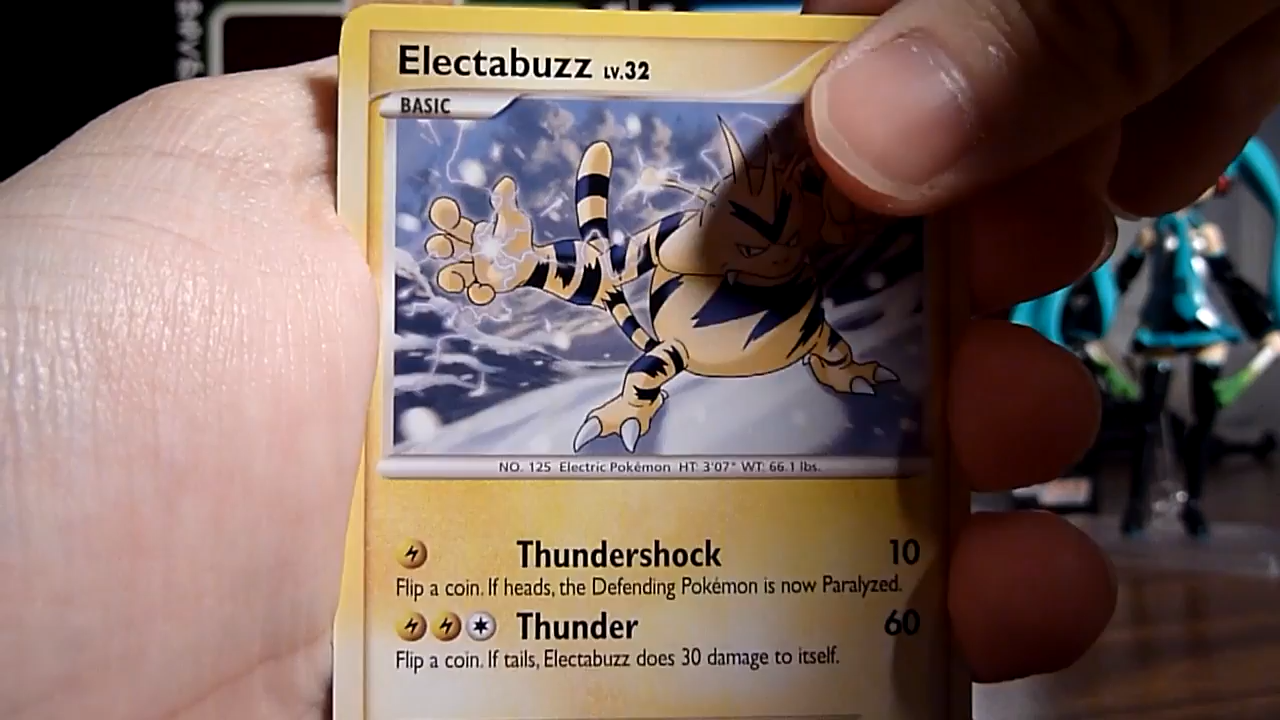 Electabuzz LV.32
BASIC
NO. 125 Electric Pokémon HT: 3'07" WT: 66.1 lbs.
Thundershock 10
Flip a coin. If heads, the Defending Pokémon is now Paralyzed.
Thunder 60
Flip a coin. If tails, Electabuzz does 30 damage to itself.